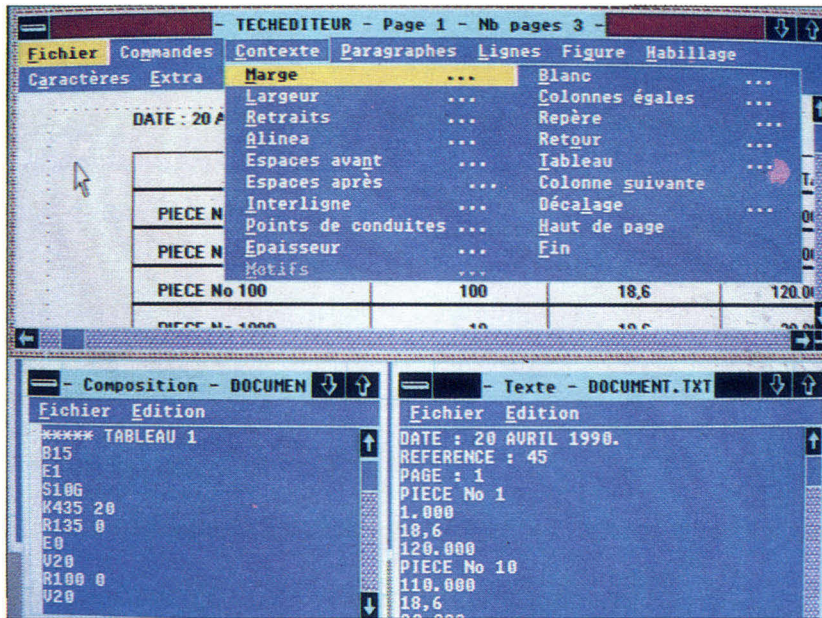 - TECHEDITEUR - Page 1 - Nb pages 3 -
Fichier Commandes Contexte Paragraphes Lignes Figure Habillage
Caractères Extra
Marge ...
Largeur ...
Retraits ...
Alinea ...
Espaces avant ...
Espaces après ...
Interligne ...
Points de conduites ...
Epaisseur ...
Motifs ...
Blanc ...
Colonnes égales ...
Repère ...
Retour ...
Tableau ...
Colonne suivante
Décalage ...
Haut de page
Fin
DATE : 20 A
PIECE N
PIECE N
PIECE No 100 100 18,6 120.0
- Composition - DOCUMEN
Fichier Edition
***** TABLEAU 1
B15
E1
S10G
K435 20
R135 0
E0
V20
R100 0
V20
- Texte - DOCUMENT.TXT
Fichier Edition
DATE : 20 AVRIL 1990.
REFERENCE : 45
PAGE : 1
PIECE No 1
1.000
18,6
120.000
PIECE No 10
110.000
18,6